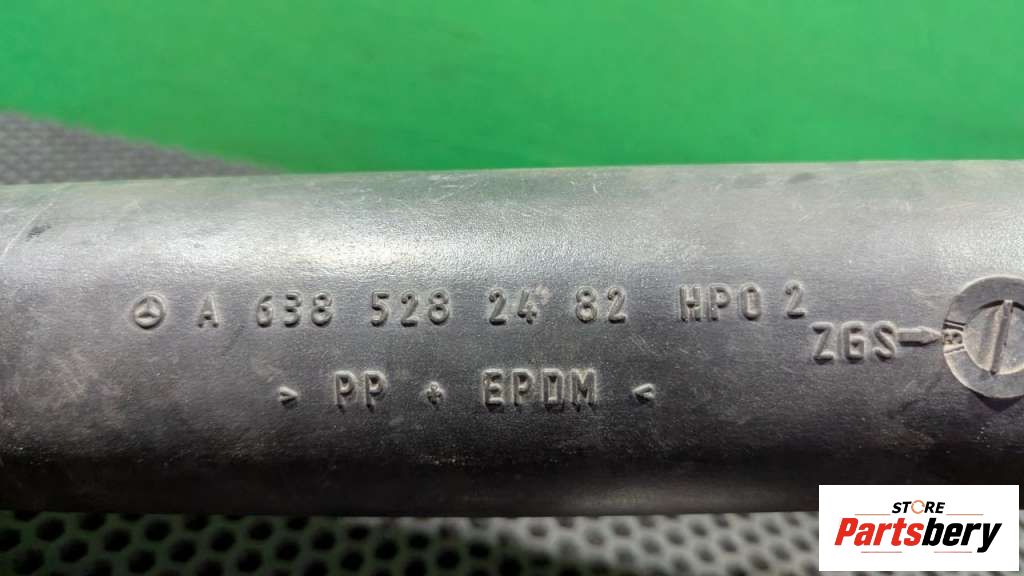 A 638 528 24 82 HPO 2
ZGS
> PP + EPDM <
STORE
Partsbery